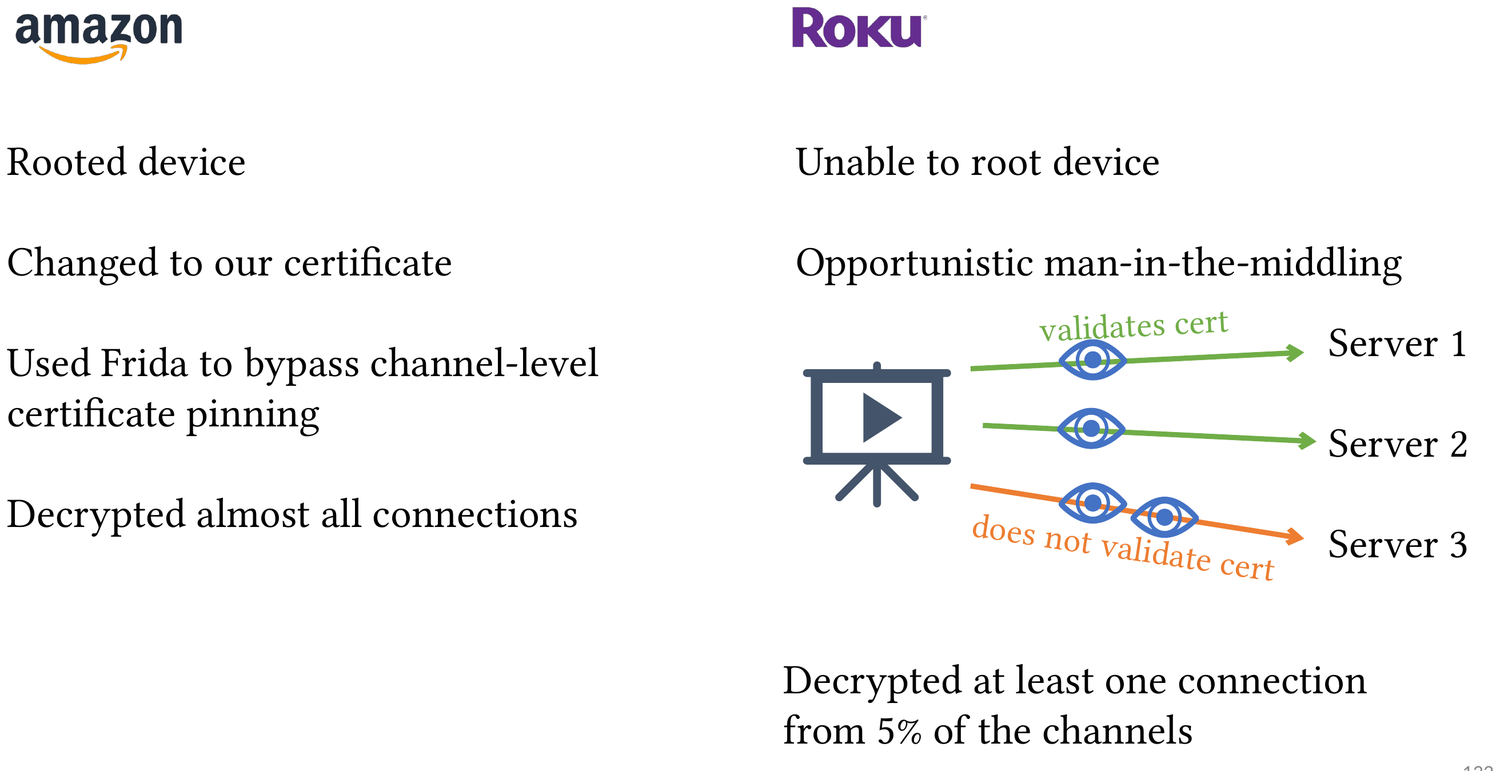 amazon
Rooted device
Changed to our certificate
Used Frida to bypass channel-level
certificate pinning
Decrypted almost all connections
Roku
Unable to root device
Opportunistic man-in-the-middling
validates cert
Server 1
Server 2
does not validate cert
Server 3
Decrypted at least one connection
from 5% of the channels